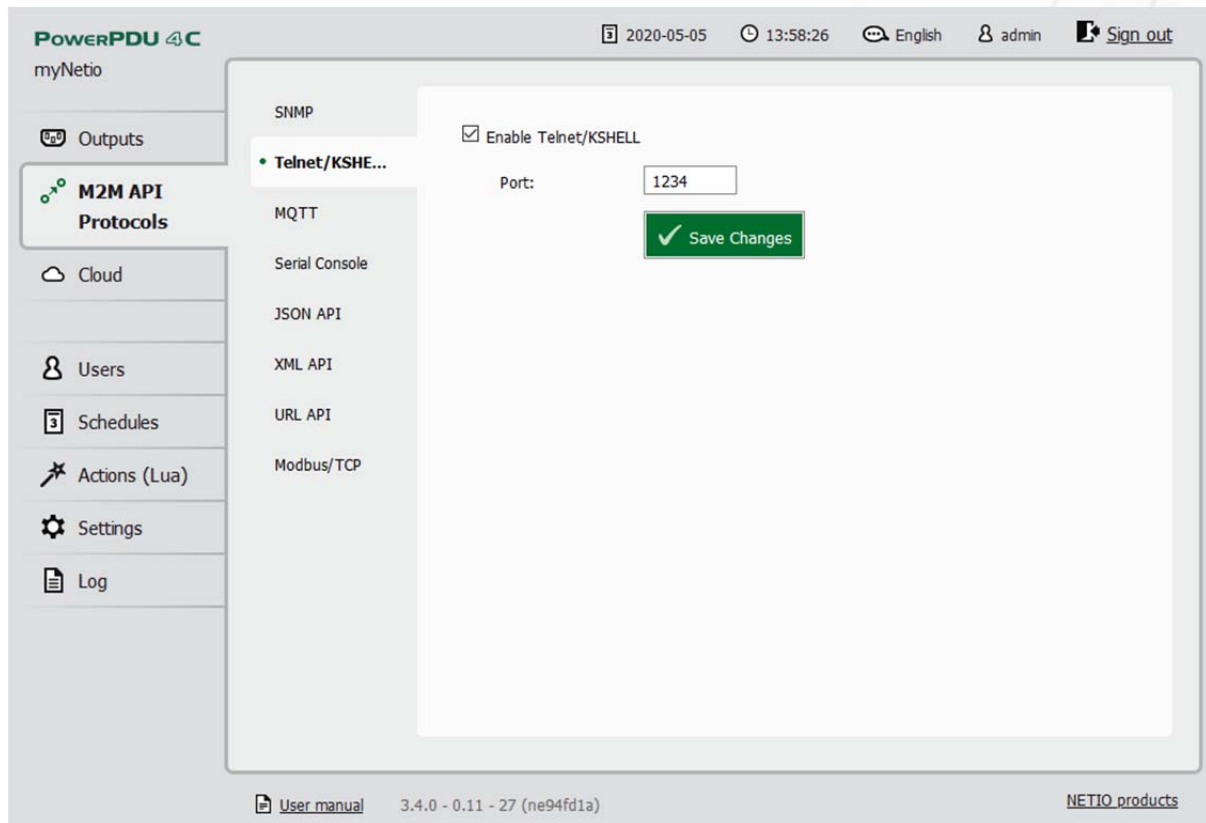 PowerPDU 4C
myNetio
2020-05-05 13:58:26 English admin Sign out
Outputs
M2M API
Protocols
Cloud
Users
Schedules
Actions (Lua)
Settings
Log
SNMP
Telnet/KSHE...
MQTT
Serial Console
JSON API
XML API
URL API
Modbus/TCP
Enable Telnet/KSHELL
Port: 1234
Save Changes
User manual 3.4.0 - 0.11 - 27 (ne94fd1a) NETIO products